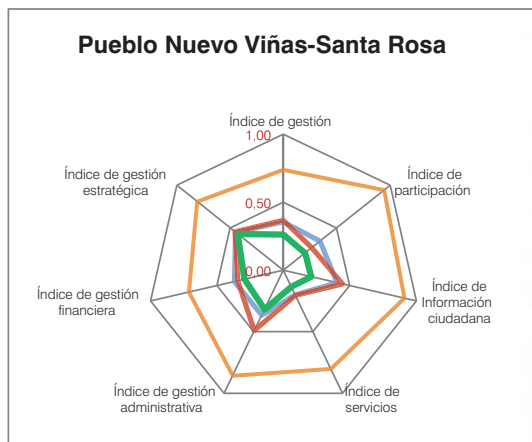 Pueblo Nuevo Viñas-Santa Rosa
Índice de gestión
1,00
Índice de gestión
estratégica
Índice de
participación
0,50
0,00
Índice de gestión
financiera
Índice de
Información
ciudadana
Índice de gestión
administrativa
Índice de
servicios